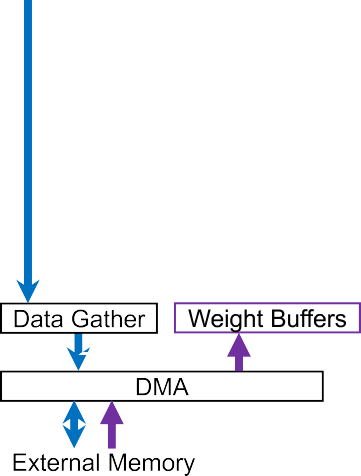 Data Gather
Weight Buffers
DMA
External Memory